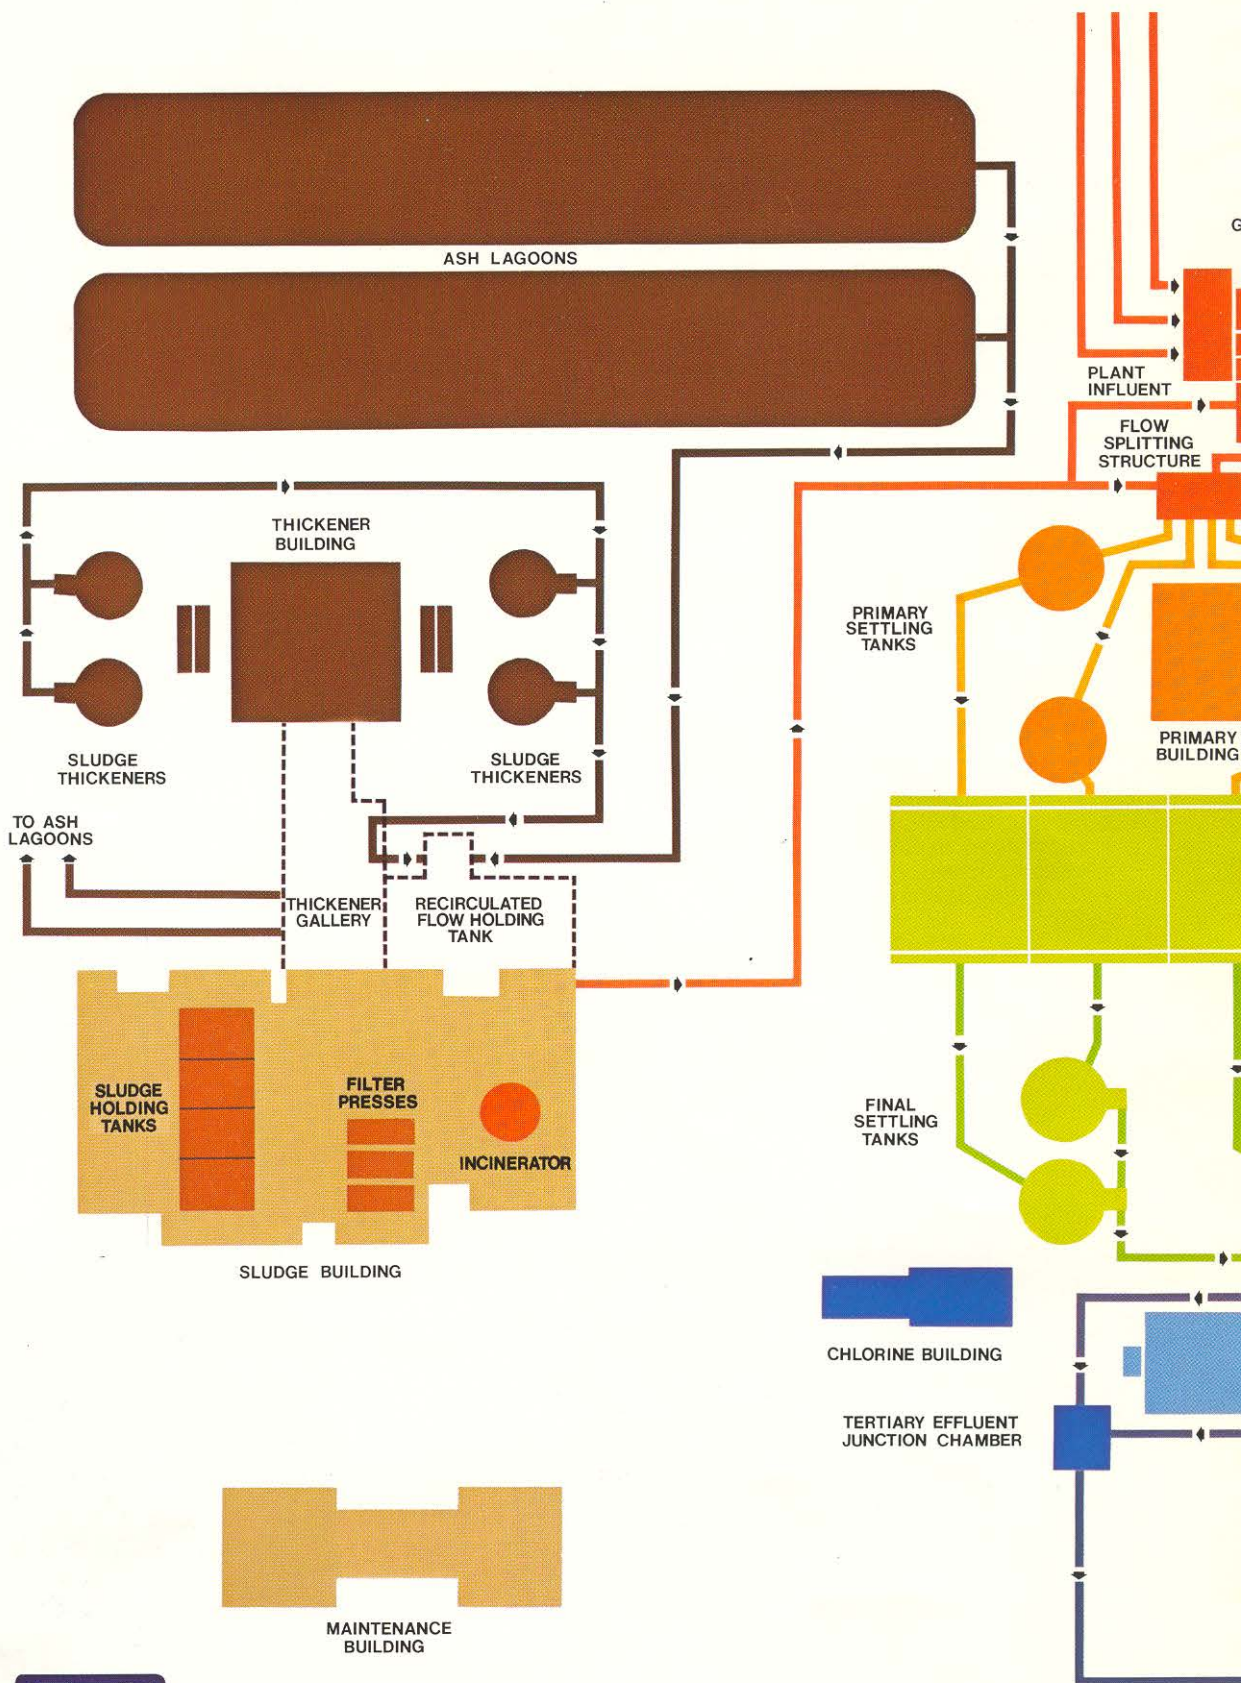 G
ASH LAGOONS
PLANT
INFLUENT
FLOW
SPLITTING
STRUCTURE
THICKENER
BUILDING
PRIMARY
SETTLING
TANKS
PRIMARY
BUILDING
SLUDGE
THICKENERS
SLUDGE
THICKENERS
TO ASH
LAGOONS
THICKENER
GALLERY
RECIRCULATED
FLOW HOLDING
TANK
SLUDGE
HOLDING
TANKS
FILTER
PRESSES
INCINERATOR
FINAL
SETTLING
TANKS
SLUDGE BUILDING
CHLORINE BUILDING
TERTIARY EFFLUENT
JUNCTION CHAMBER
MAINTENANCE
BUILDING